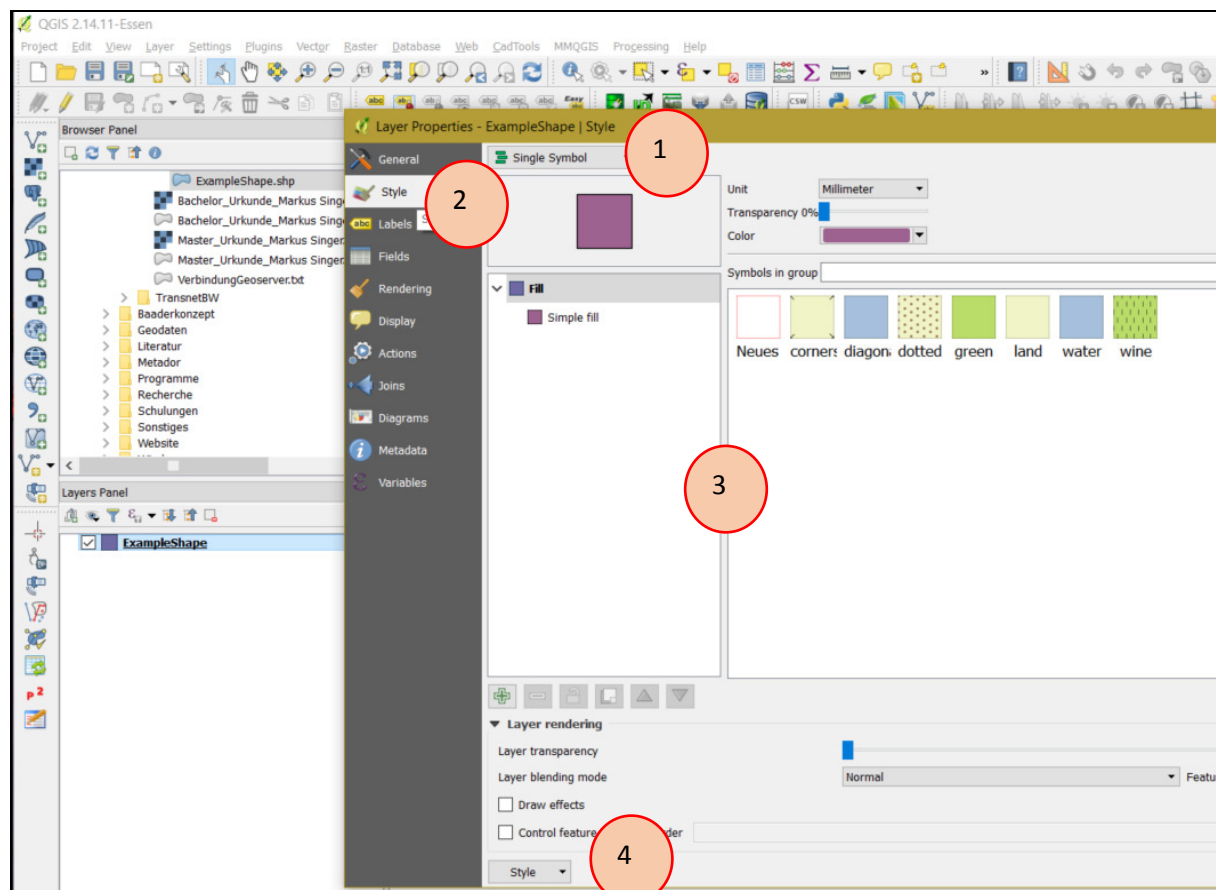 QGIS 2.14.11-Essen
Project Edit View Layer Settings Plugins Vector Raster Database Web CadTools MMQGIS Processing Help
Browser Panel
ExampleShape.shp
Bachelor_Urkunde_Markus Singe
Bachelor_Urkunde_Markus Singe
Master_Urkunde_Markus Singer.
Master_Urkunde_Markus Singer.
VerbindungGeoserver.txt
TransnetBW
Baaderkonzept
Geodaten
Literatur
Metador
Programme
Recherche
Schulungen
Sonstiges
Website
Layers Panel
ExampleShape
Layer Properties - ExampleShape | Style
General
Style
Labels
Fields
Rendering
Display
Actions
Joins
Diagrams
Metadata
Variables
Single Symbol
1
2
Unit Millimeter
Transparency 0%
Color
Symbols in group
Fill
Simple fill
Neues corners diagona dotted green land water wine
3
Layer rendering
Layer transparency
Layer blending mode Normal Featu
Draw effects
Control feature der
Style
4